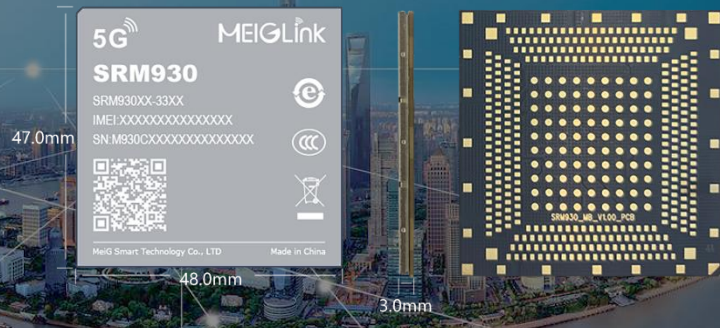 5G
MEIGLink
SRM930
SRM930XX-33XX
IMEI:XXXXXXXXXXXXXXX
SN:M930CXXXXXXXXXXXXXX
MeiG Smart Technology Co., LTD
Made in China
47.0mm
48.0mm
3.0mm
SRM930_MB_V1.00_PCB